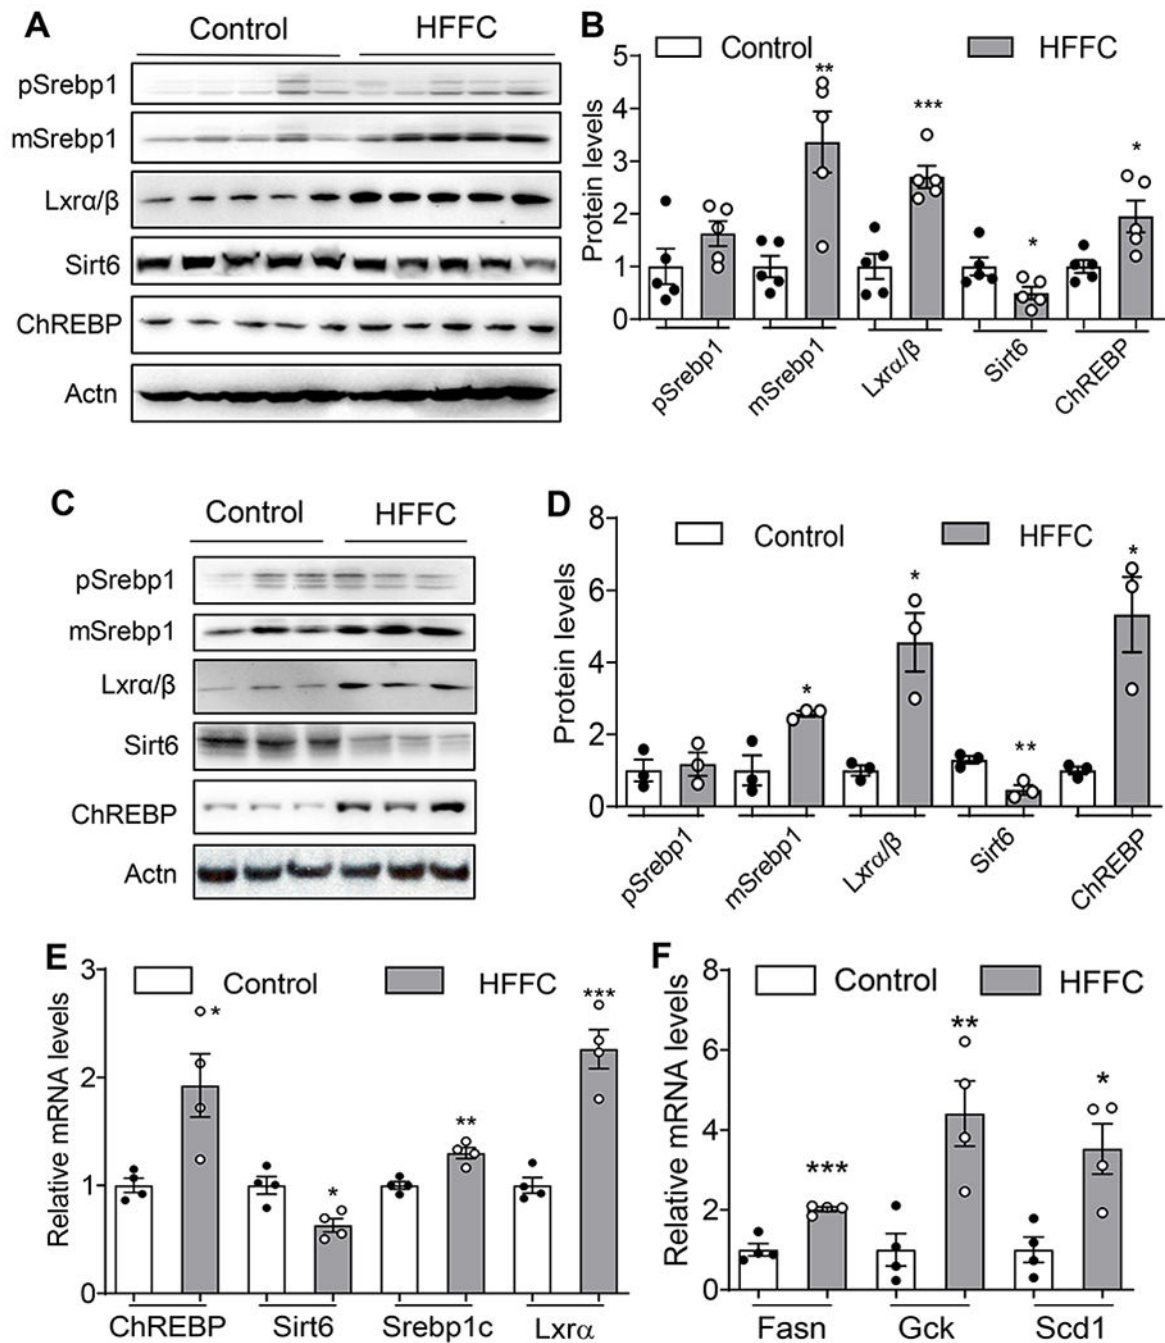 A
Control HFFC
pSrebp1
mSrebp1
Lxrα/β
Sirt6
ChREBP
Actn
B
Control HFFC
Protein levels
5
4
3
2
1
0
** *** * *
pSrebp1 mSrebp1 Lxrα/β Sirt6 ChREBP
C
Control HFFC
pSrebp1
mSrebp1
Lxrα/β
Sirt6
ChREBP
Actn
D
Control HFFC
Protein levels
8
6
4
2
0
* * ** *
pSrebp1 mSrebp1 Lxrα/β Sirt6 ChREBP
E
Control HFFC
Relative mRNA levels
3
2
1
0
* * ** ***
ChREBP Sirt6 Srebp1c Lxrα
F
Control HFFC
Relative mRNA levels
8
6
4
2
0
*** ** *
Fasn Gck Scd1